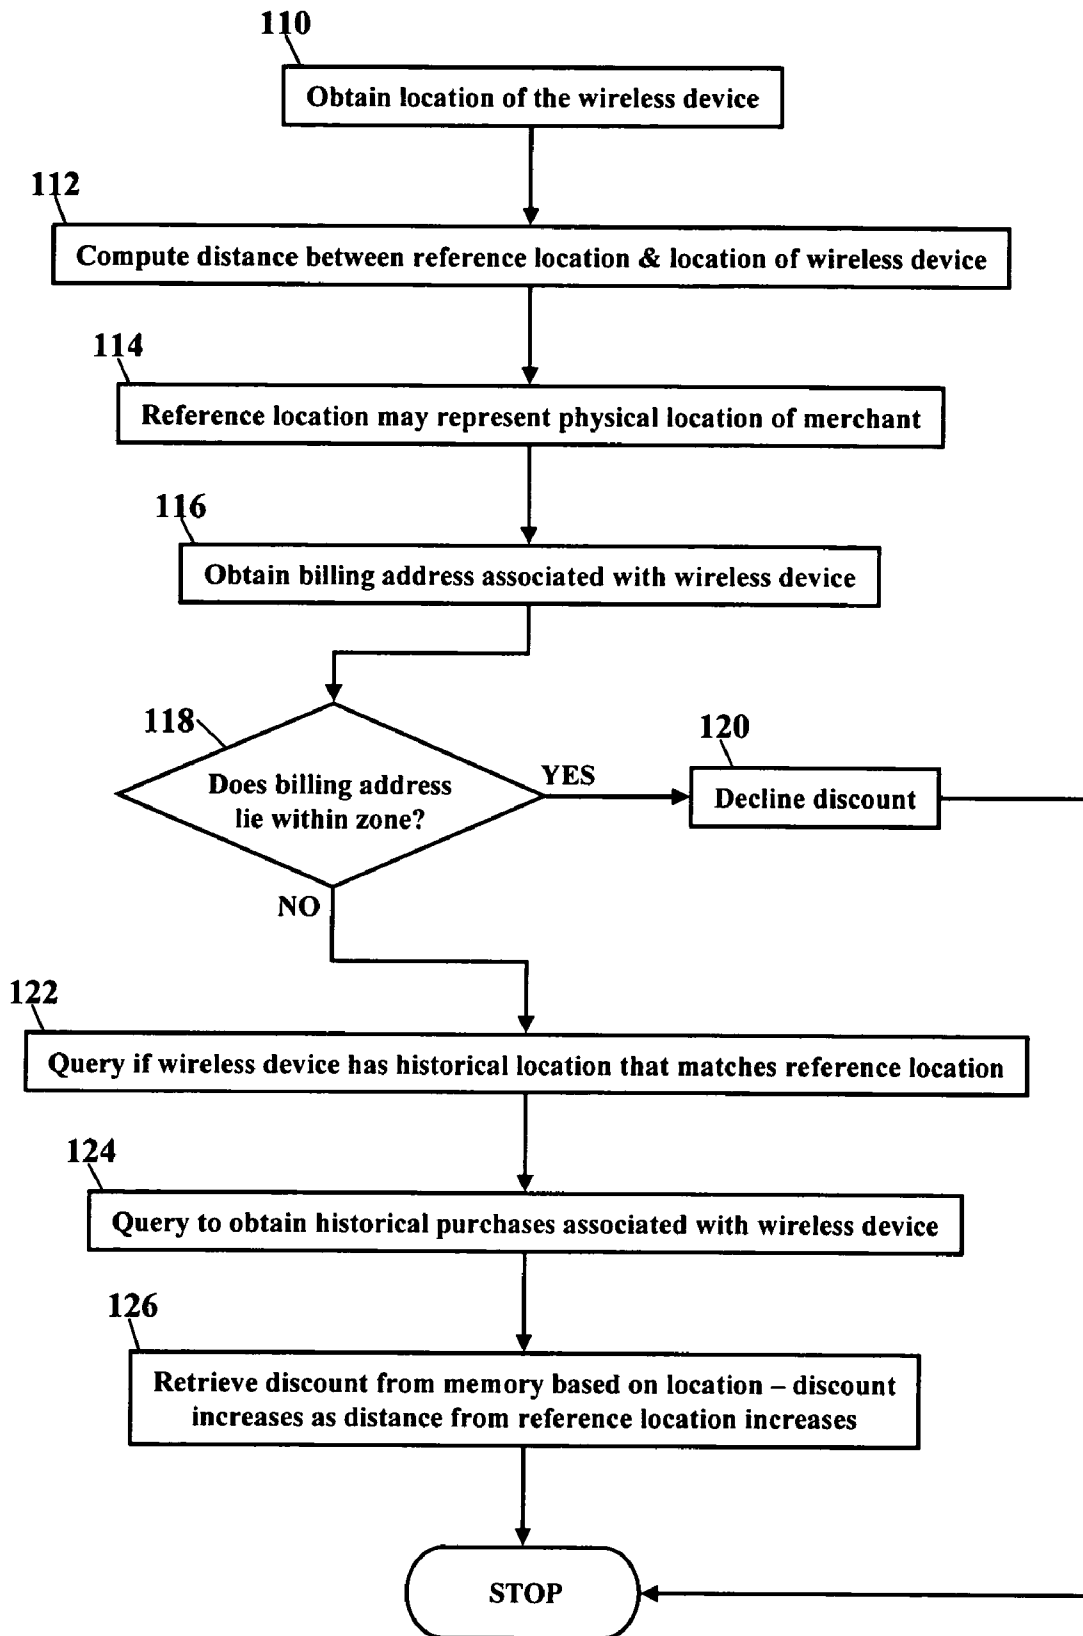 110
Obtain location of the wireless device
112
Compute distance between reference location & location of wireless device
114
Reference location may represent physical location of merchant
116
Obtain billing address associated with wireless device
118
Does billing address
lie within zone?
YES
120
Decline discount
NO
122
Query if wireless device has historical location that matches reference location
124
Query to obtain historical purchases associated with wireless device
126
Retrieve discount from memory based on location – discount
increases as distance from reference location increases
STOP